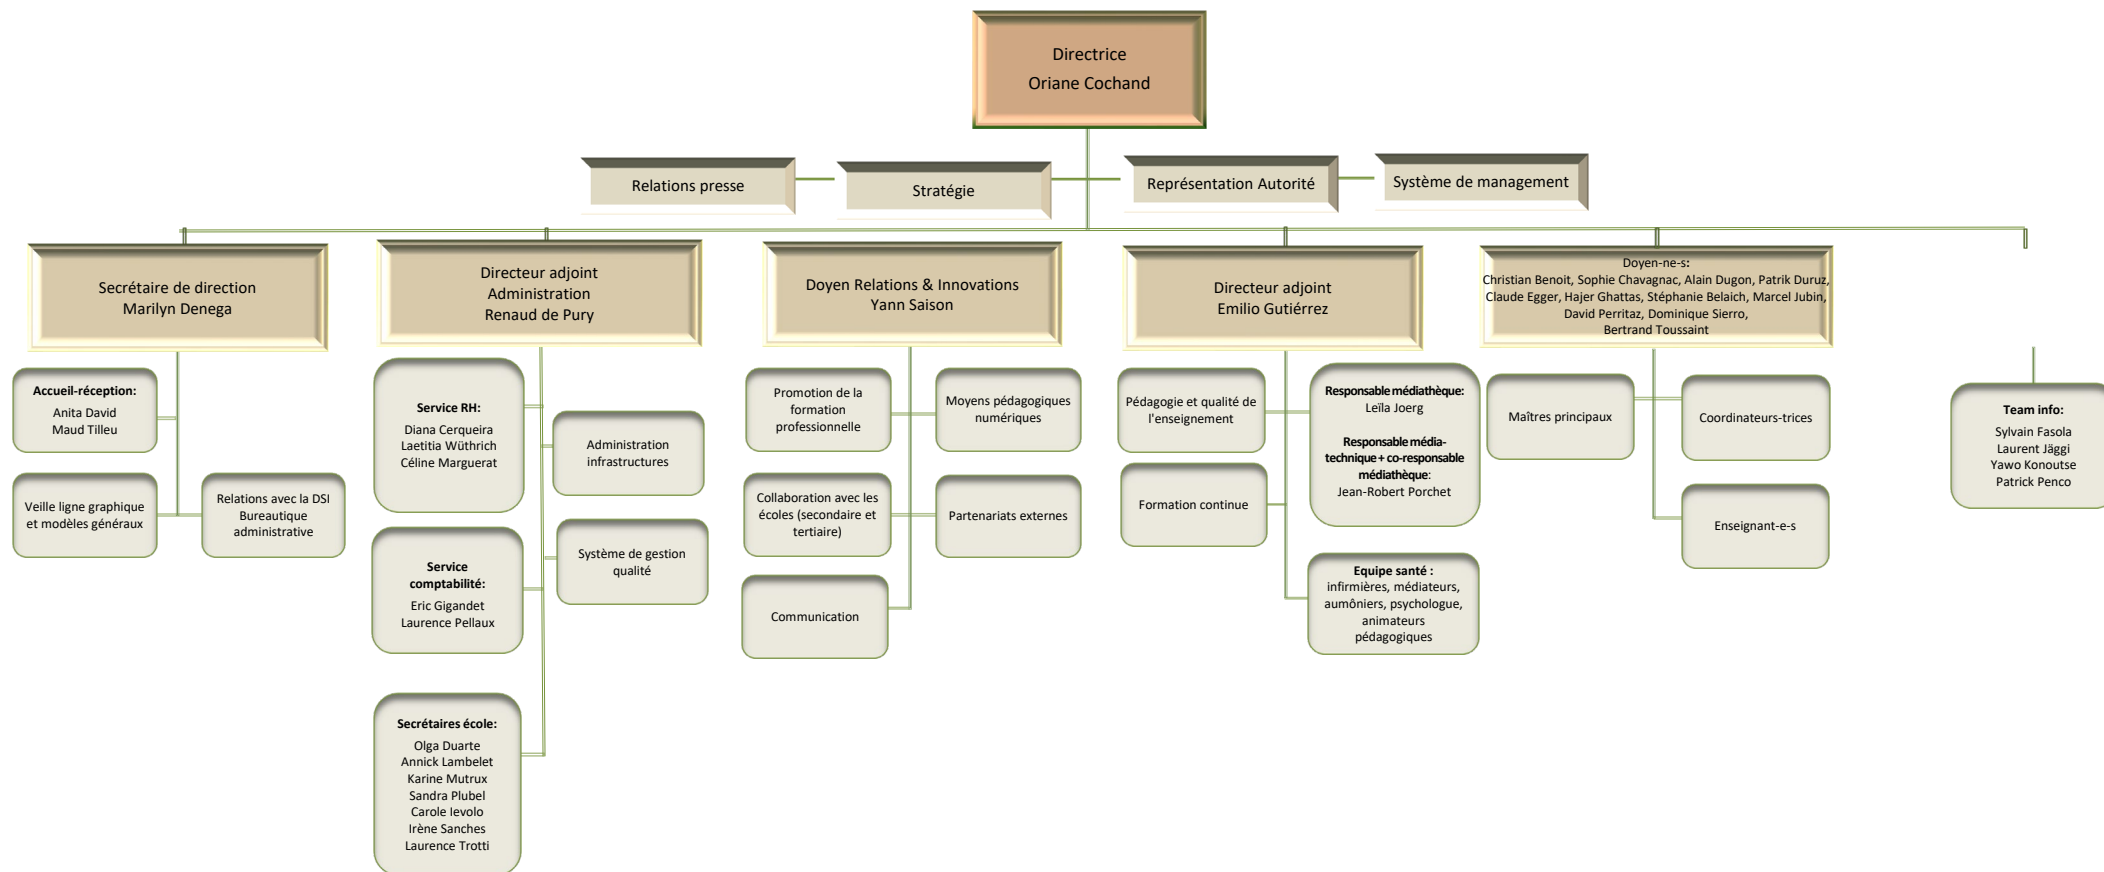 Directrice
Oriane Cochand
Relations presse
Stratégie
Représentation Autorité
Système de management
Secrétaire de direction
Marilyn Denega
Directeur adjoint
Administration
Renaud de Pury
Doyen Relations & Innovations
Yann Saison
Directeur adjoint
Emilio Gutiérrez
Doyen-ne-s:
Christian Benoit, Sophie Chavagnac, Alain Dugon, Patrik Duruz,
Claude Egger, Hajer Ghattas, Stéphanie Belaich, Marcel Jubin,
David Perritaz, Dominique Sierro,
Bertrand Toussaint
Accueil-réception:
Anita David
Maud Tilleu
Veille ligne graphique
et modèles généraux
Relations avec la DSI
Bureautique
administrative
Service RH:
Diana Cerqueira
Laetitia Wüthrich
Céline Marguerat
Administration
infrastructures
Service
comptabilité:
Eric Gigandet
Laurence Pellaux
Système de gestion
qualité
Secrétaires école:
Olga Duarte
Annick Lambelet
Karine Mutrux
Sandra Plubel
Carole Ievolo
Irène Sanches
Laurence Trotti
Promotion de la
formation
professionnelle
Moyens pédagogiques
numériques
Collaboration avec les
écoles (secondaire et
tertiaire)
Partenariats externes
Communication
Pédagogie et qualité de
l'enseignement
Responsable médiathèque:
Leïla Joerg
Responsable média-
technique + co-responsable
médiathèque:
Jean-Robert Porchet
Formation continue
Equipe santé :
infirmières, médiateurs,
aumôniers, psychologue,
animateurs
pédagogiques
Maîtres principaux
Coordinateurs-trices
Enseignant-e-s
Team info:
Sylvain Fasola
Laurent Jäggi
Yawo Konoutse
Patrick Penco